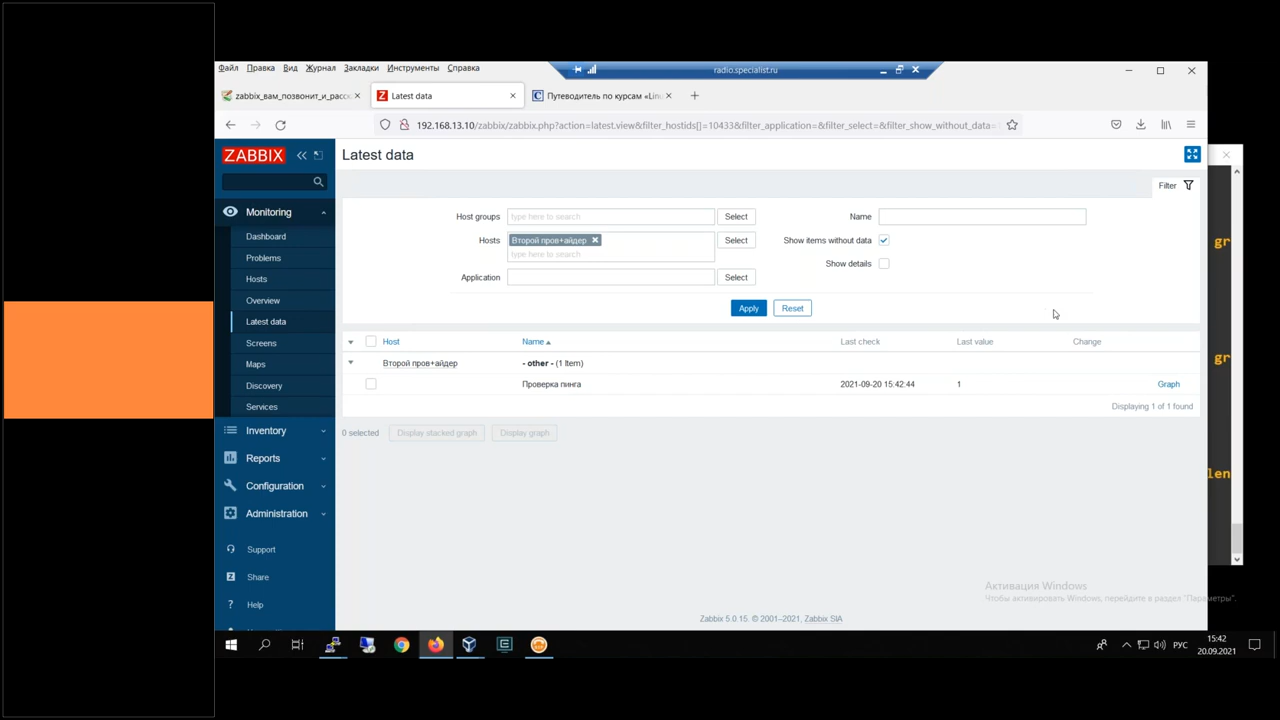 Файл Правка Вид Журнал Закладки Инструменты Справка
radio.specialist.ru
zabbix_вам_позвонит_и_расс
Latest data
Путеводитель по курсам «Lin
192.168.13.10/zabbix/zabbix.php?action=latest.view&filter_hostids[]=10433&filter_application=&filter_select=&filter_show_without_data=
ZABBIX
Latest data
Filter
Monitoring
Dashboard
Problems
Hosts
Overview
Latest data
Screens
Maps
Discovery
Services
Inventory
Reports
Configuration
Administration
Support
Share
Help
Host groups type here to search Select Name
Hosts Второй пров+айдер Select Show items without data
type here to search
Show details
Application Select
Apply Reset
Host Name Last check Last value Change
Второй пров+айдер - other - (1 Item)
Проверка пинга 2021-09-20 15:42:44 1 Graph
Displaying 1 of 1 found
0 selected Display stacked graph Display graph
gr
gr
len
Активация Windows
Чтобы активировать Windows, перейдите в раздел "Параметры".
Zabbix 5.0.15. © 2001–2021, Zabbix SIA
РУС
15:42
20.09.2021